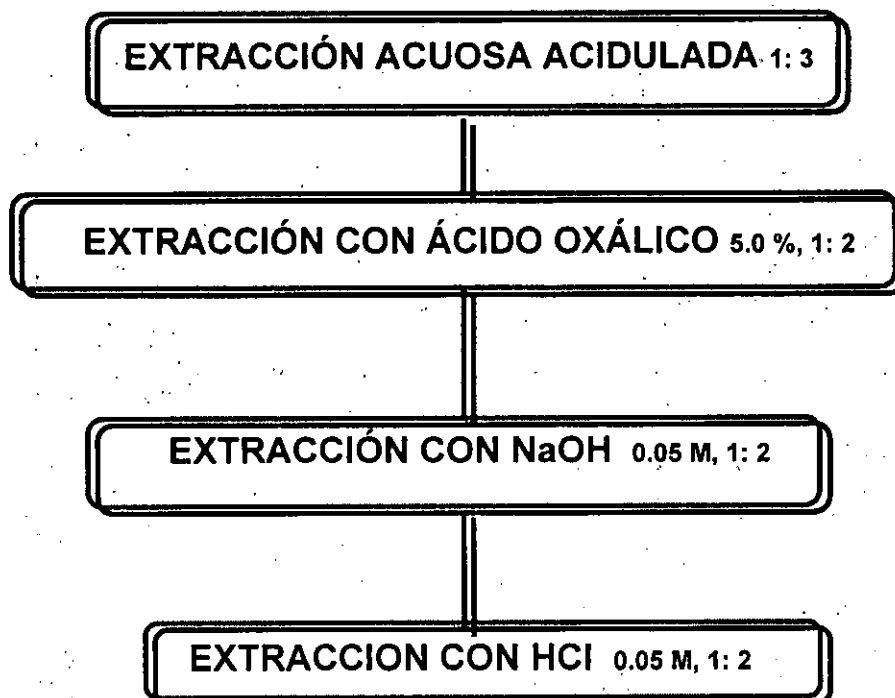 EXTRACCIÓN ACUOSA ACIDULADA 1: 3
EXTRACCIÓN CON ÁCIDO OXÁLICO 5.0 %, 1: 2
EXTRACCIÓN CON NaOH 0.05 M, 1: 2
EXTRACCION CON HCl 0.05 M, 1: 2